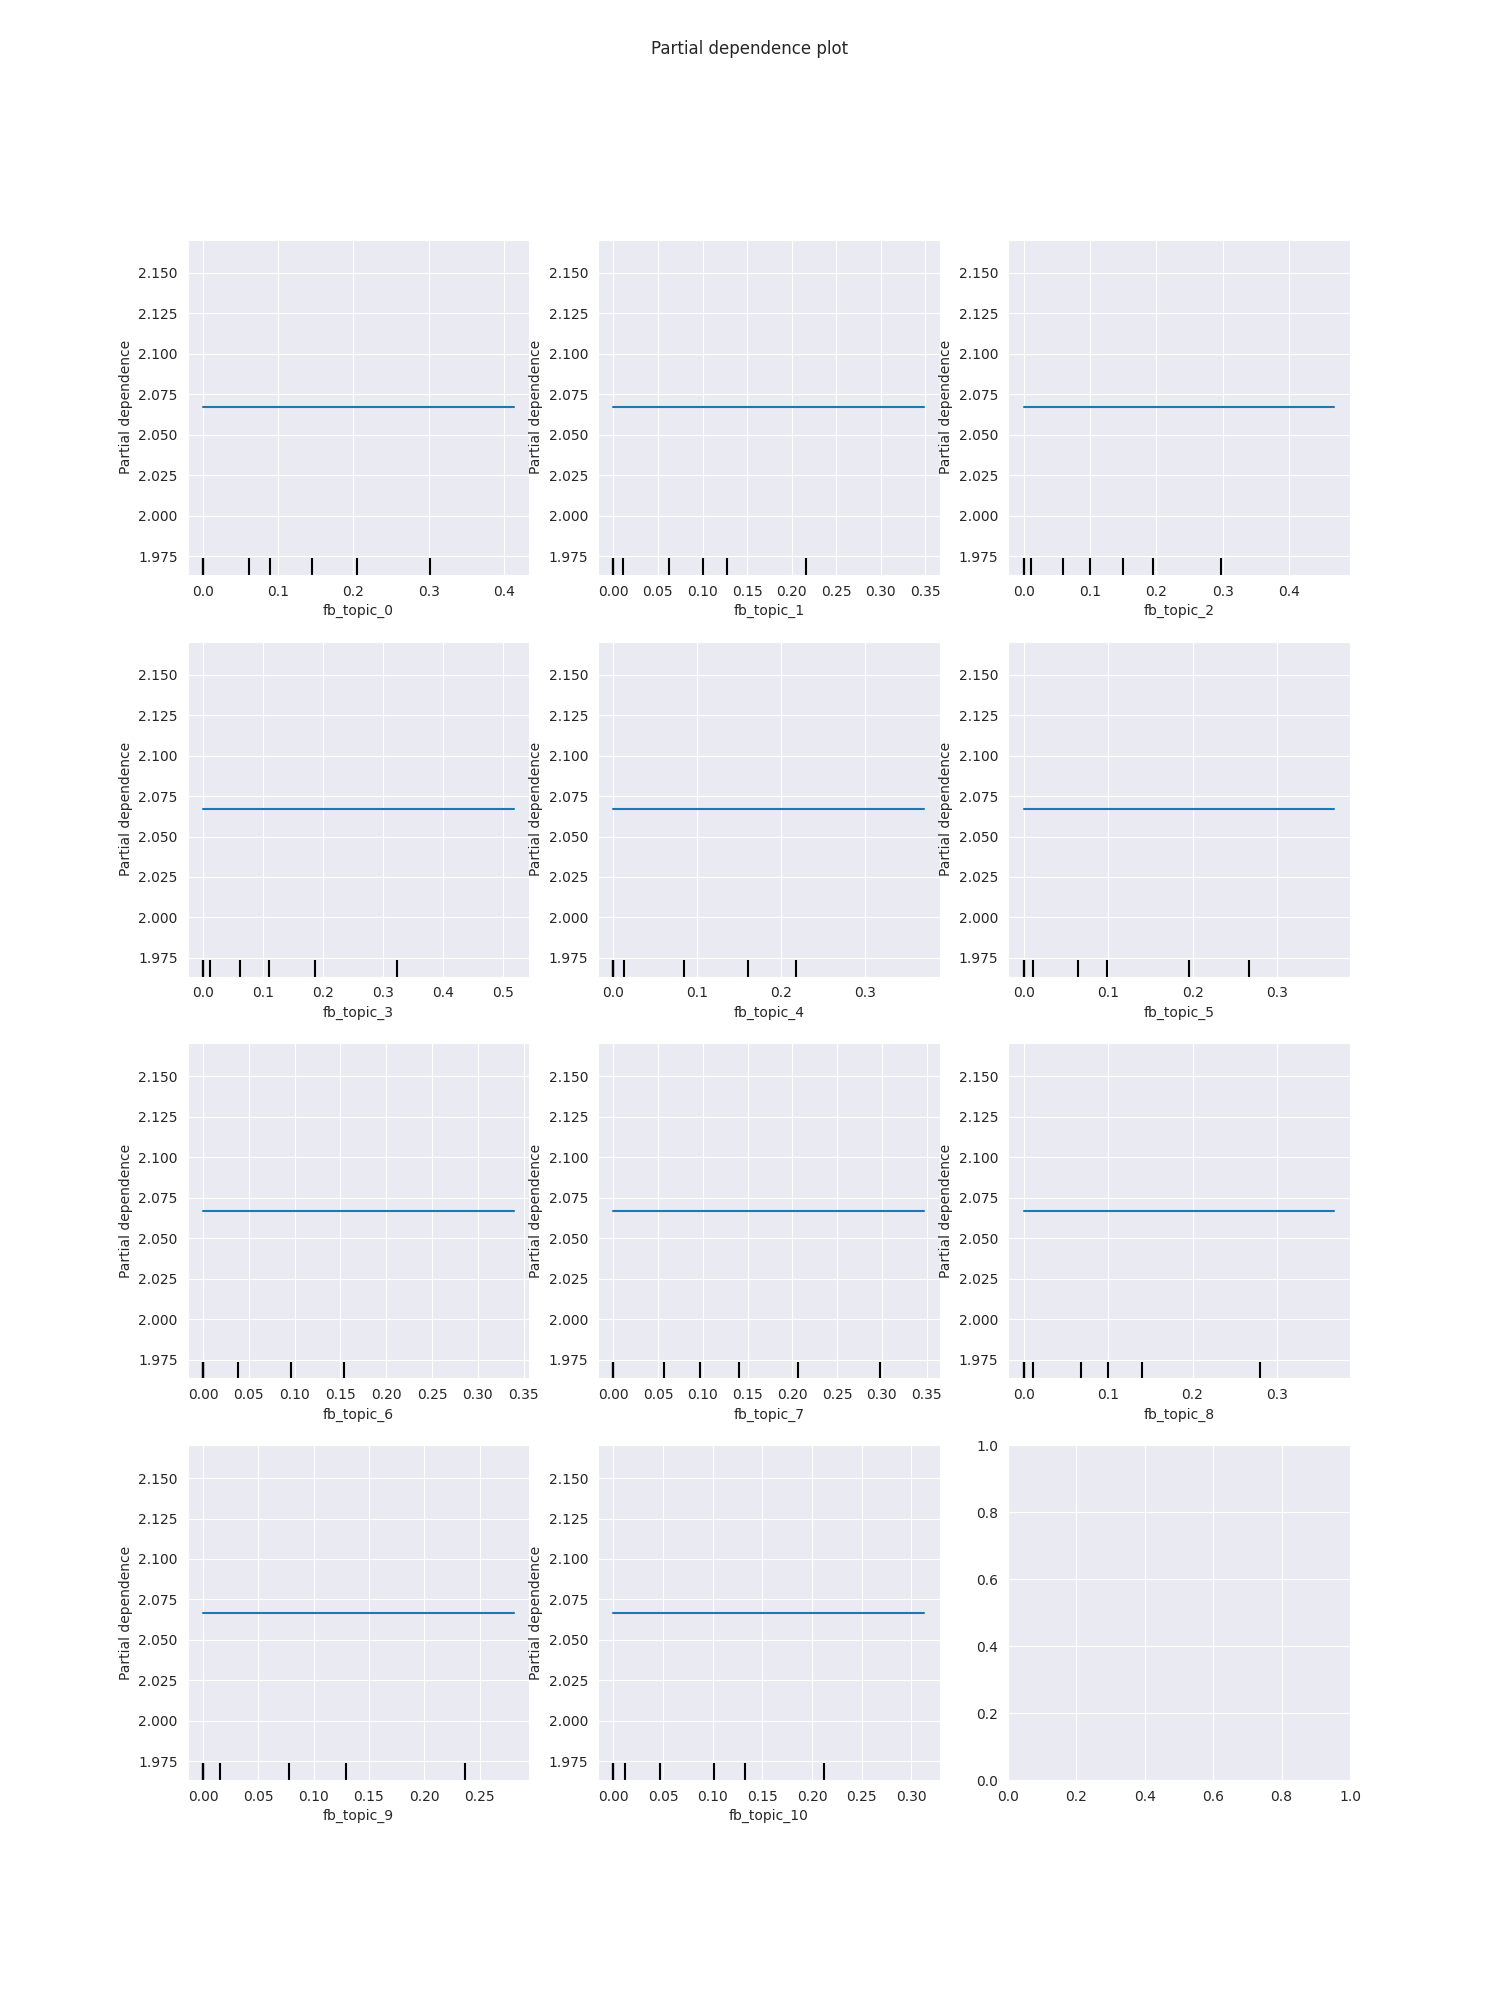 Partial dependence plot
2.150 2.125 2.100 2.075 2.050 2.025 2.000 1.975
Partial dependence
0.0 0.1 0.2 0.3 0.4
fb_topic_0
2.150 2.125 2.100 2.075 2.050 2.025 2.000 1.975
Partial dependence
0.00 0.05 0.10 0.15 0.20 0.25 0.30 0.35
fb_topic_1
2.150 2.125 2.100 2.075 2.050 2.025 2.000 1.975
Partial dependence
0.0 0.1 0.2 0.3 0.4
fb_topic_2
2.150 2.125 2.100 2.075 2.050 2.025 2.000 1.975
Partial dependence
0.0 0.1 0.2 0.3 0.4 0.5
fb_topic_3
2.150 2.125 2.100 2.075 2.050 2.025 2.000 1.975
Partial dependence
0.0 0.1 0.2 0.3
fb_topic_4
2.150 2.125 2.100 2.075 2.050 2.025 2.000 1.975
Partial dependence
0.0 0.1 0.2 0.3
fb_topic_5
2.150 2.125 2.100 2.075 2.050 2.025 2.000 1.975
Partial dependence
0.00 0.05 0.10 0.15 0.20 0.25 0.30 0.35
fb_topic_6
2.150 2.125 2.100 2.075 2.050 2.025 2.000 1.975
Partial dependence
0.00 0.05 0.10 0.15 0.20 0.25 0.30 0.35
fb_topic_7
2.150 2.125 2.100 2.075 2.050 2.025 2.000 1.975
Partial dependence
0.0 0.1 0.2 0.3
fb_topic_8
2.150 2.125 2.100 2.075 2.050 2.025 2.000 1.975
Partial dependence
0.00 0.05 0.10 0.15 0.20 0.25
fb_topic_9
2.150 2.125 2.100 2.075 2.050 2.025 2.000 1.975
Partial dependence
0.00 0.05 0.10 0.15 0.20 0.25 0.30
fb_topic_10
1.0 0.8 0.6 0.4 0.2 0.0
0.0 0.2 0.4 0.6 0.8 1.0